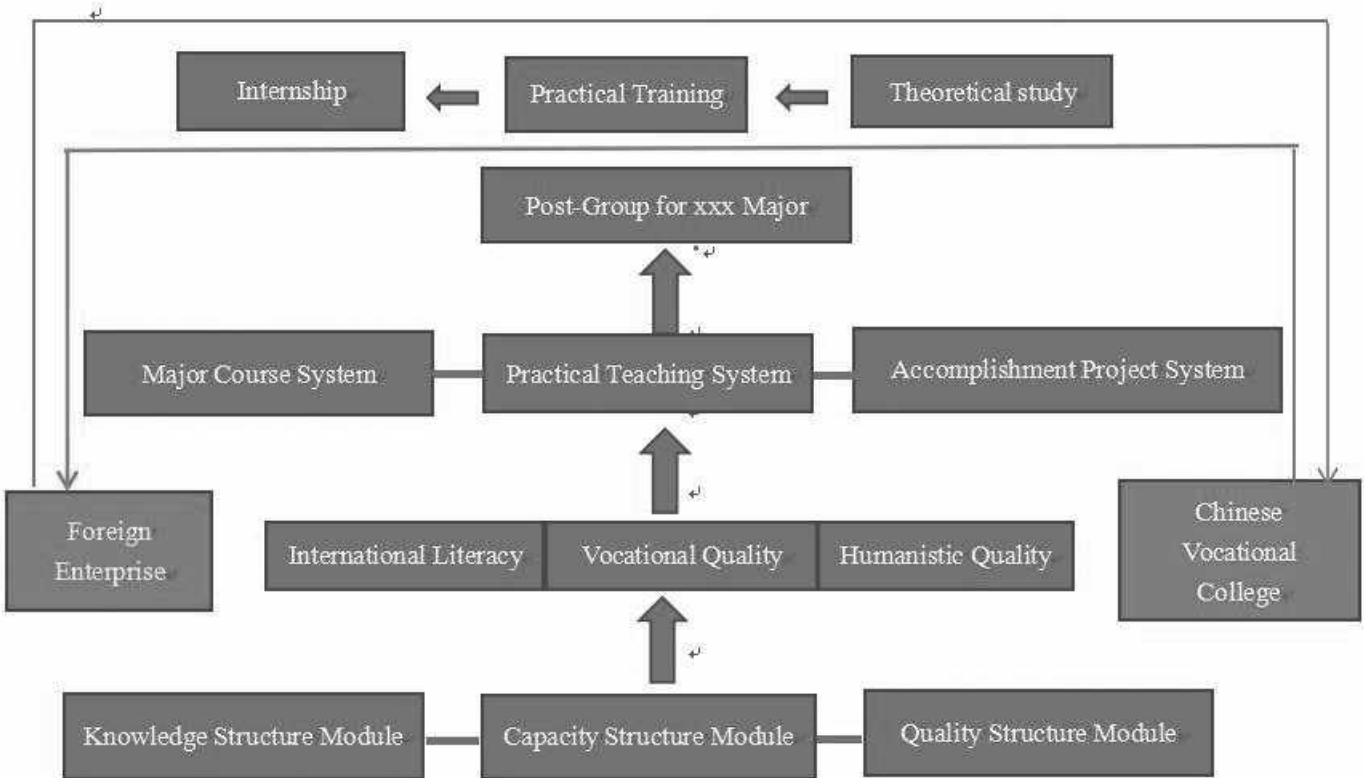 Internship
Practical Training
Theoretical study
Post-Group for xxx Major
Major Course System
Practical Teaching System
Accomplishment Project System
Foreign
Enterprise
International Literacy
Vocational Quality
Humanistic Quality
Chinese
Vocational
College
Knowledge Structure Module
Capacity Structure Module
Quality Structure Module